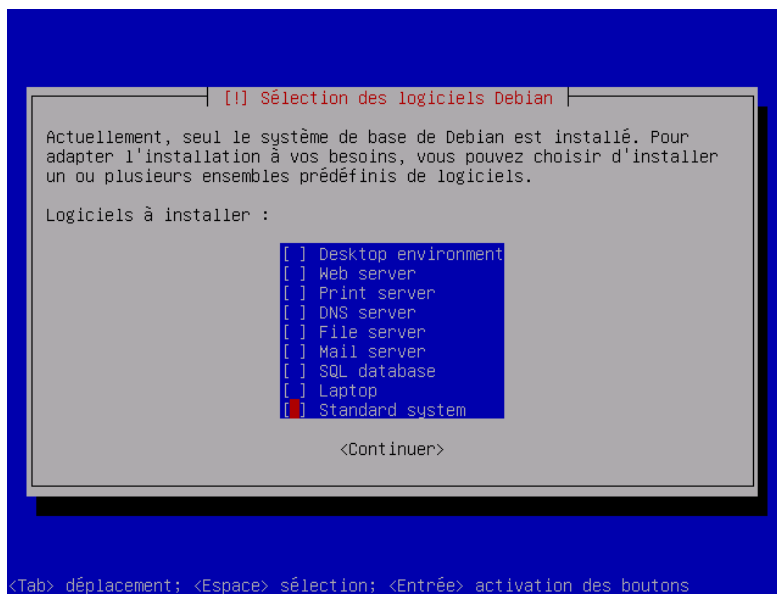 [!] Sélection des logiciels Debian
Actuellement, seul le système de base de Debian est installé. Pour
adapter l'installation à vos besoins, vous pouvez choisir d'installer
un ou plusieurs ensembles prédéfinis de logiciels.
Logiciels à installer :
[ ] Desktop environment
[ ] Web server
[ ] Print server
[ ] DNS server
[ ] File server
[ ] Mail server
[ ] SQL database
[ ] Laptop
[ ] Standard system
<Continuer>
<Tab> déplacement; <Espace> sélection; <Entrée> activation des boutons